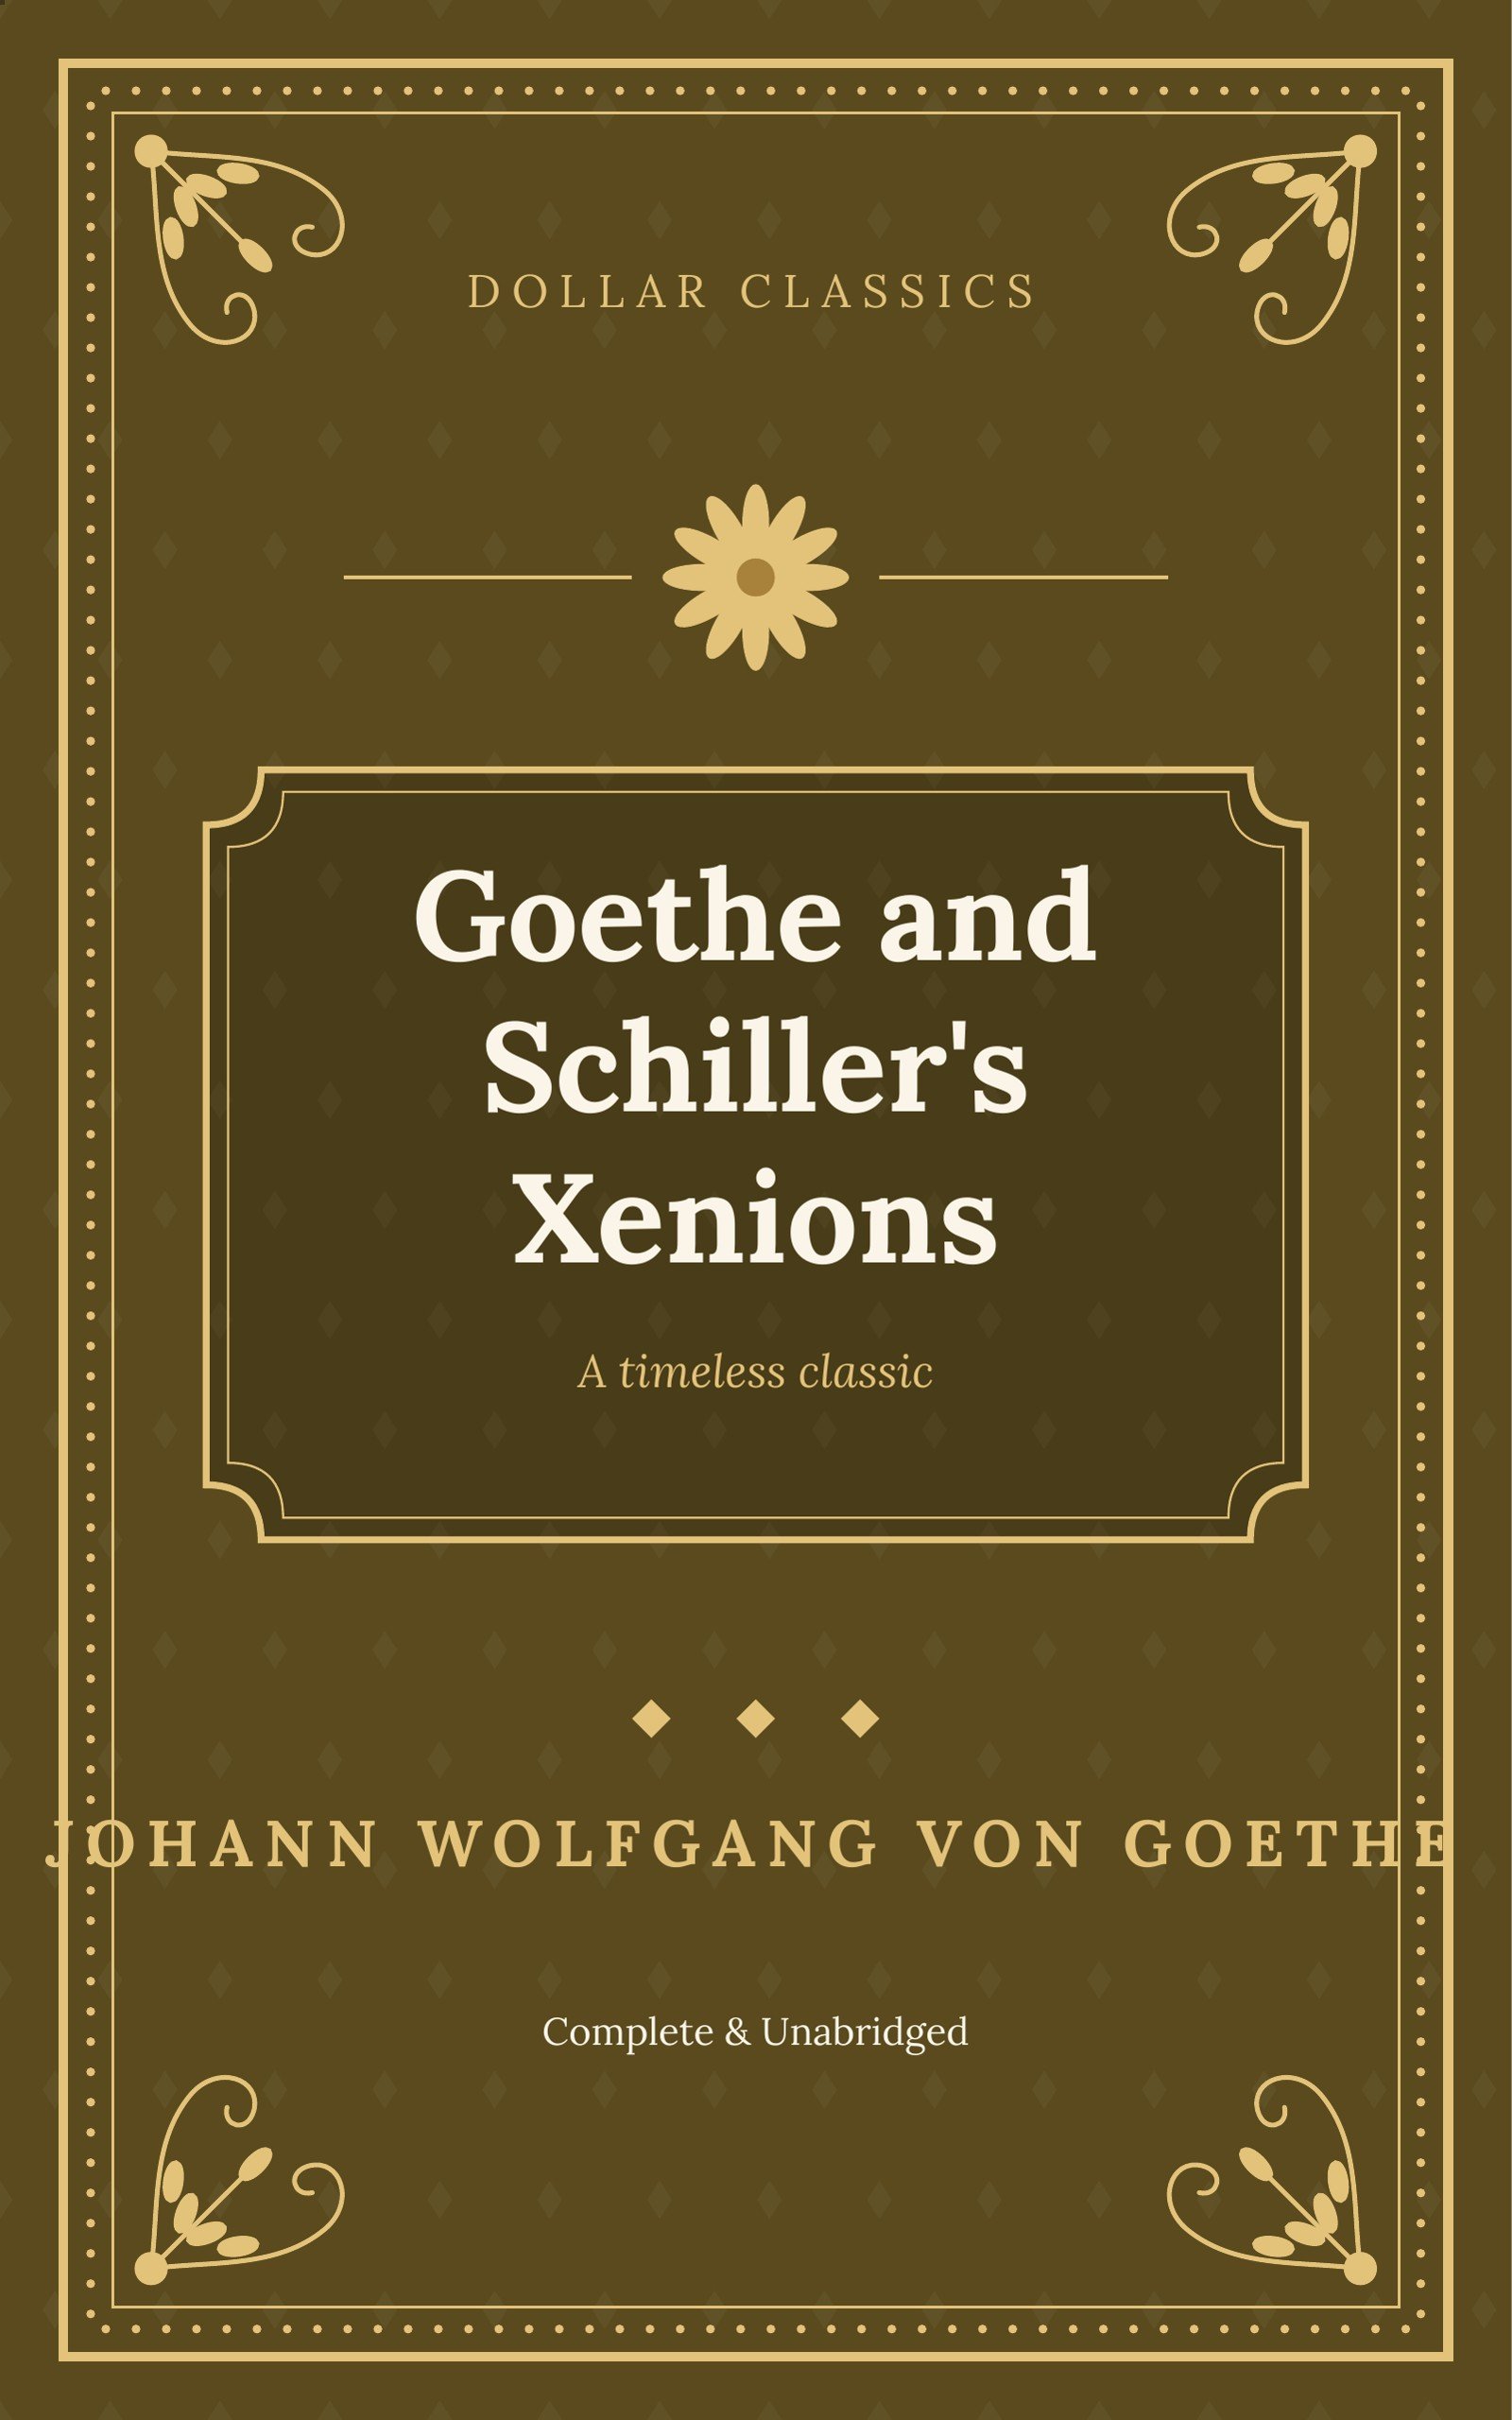 DOLLAR CLASSICS
Goethe and
Schiller's
Xenions
A timeless classic
JOHANN WOLFGANG VON GOETHE
Complete & Unabridged